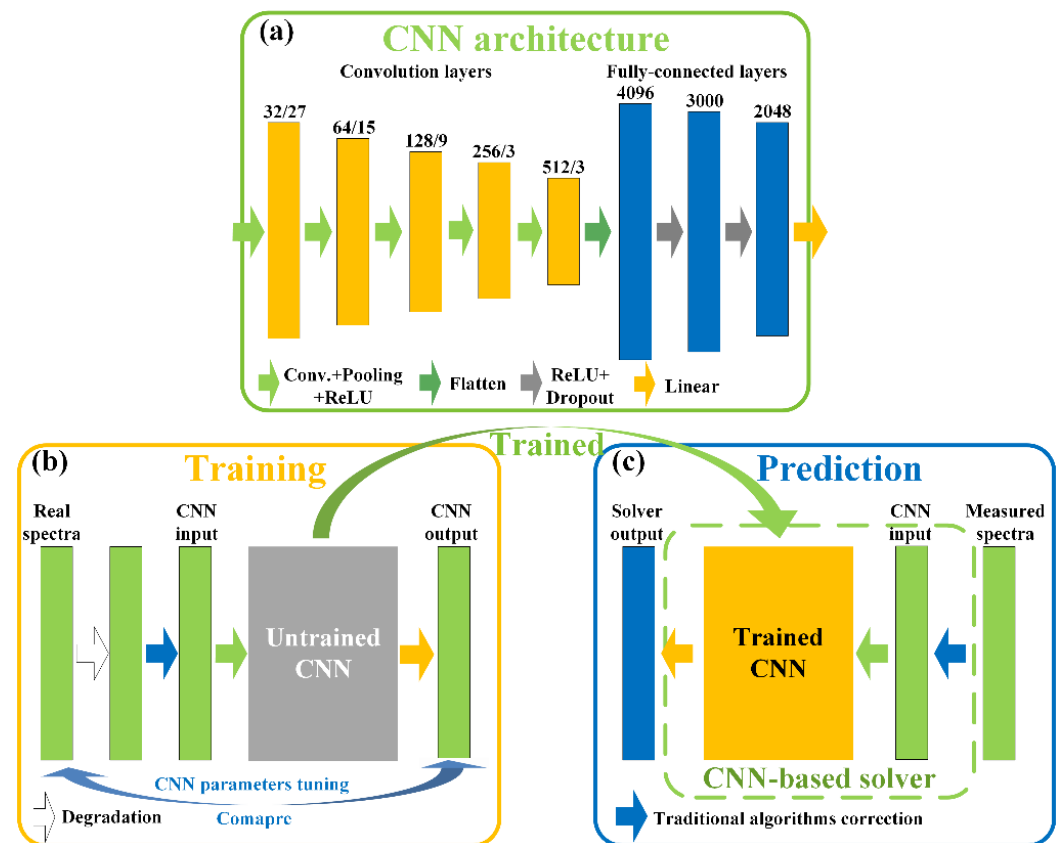 (a)
CNN architecture
Convolution layers
Fully-connected layers
32/27
64/15
128/9
256/3
512/3
4096
3000
2048
Conv.+Pooling
+ReLU
Flatten
ReLU+
Dropout
Linear
Trained
(b)
Training
Real
spectra
CNN
input
CNN
output
Untrained
CNN
CNN parameters tuning
Comapre
Degradation
(c)
Prediction
Solver
output
CNN
input
Measured
spectra
Trained
CNN
CNN-based solver
Traditional algorithms correction